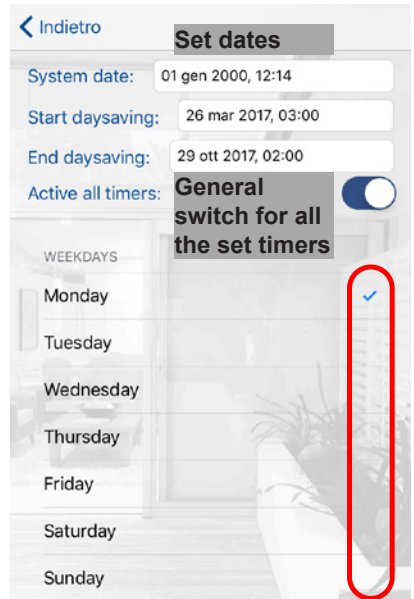 Indietro
Set dates
System date: 01 gen 2000, 12:14
Start daysaving: 26 mar 2017, 03:00
End daysaving: 29 ott 2017, 02:00
Active all timers: General
switch for all
the set timers
WEEKDAYS
Monday
Tuesday
Wednesday
Thursday
Friday
Saturday
Sunday